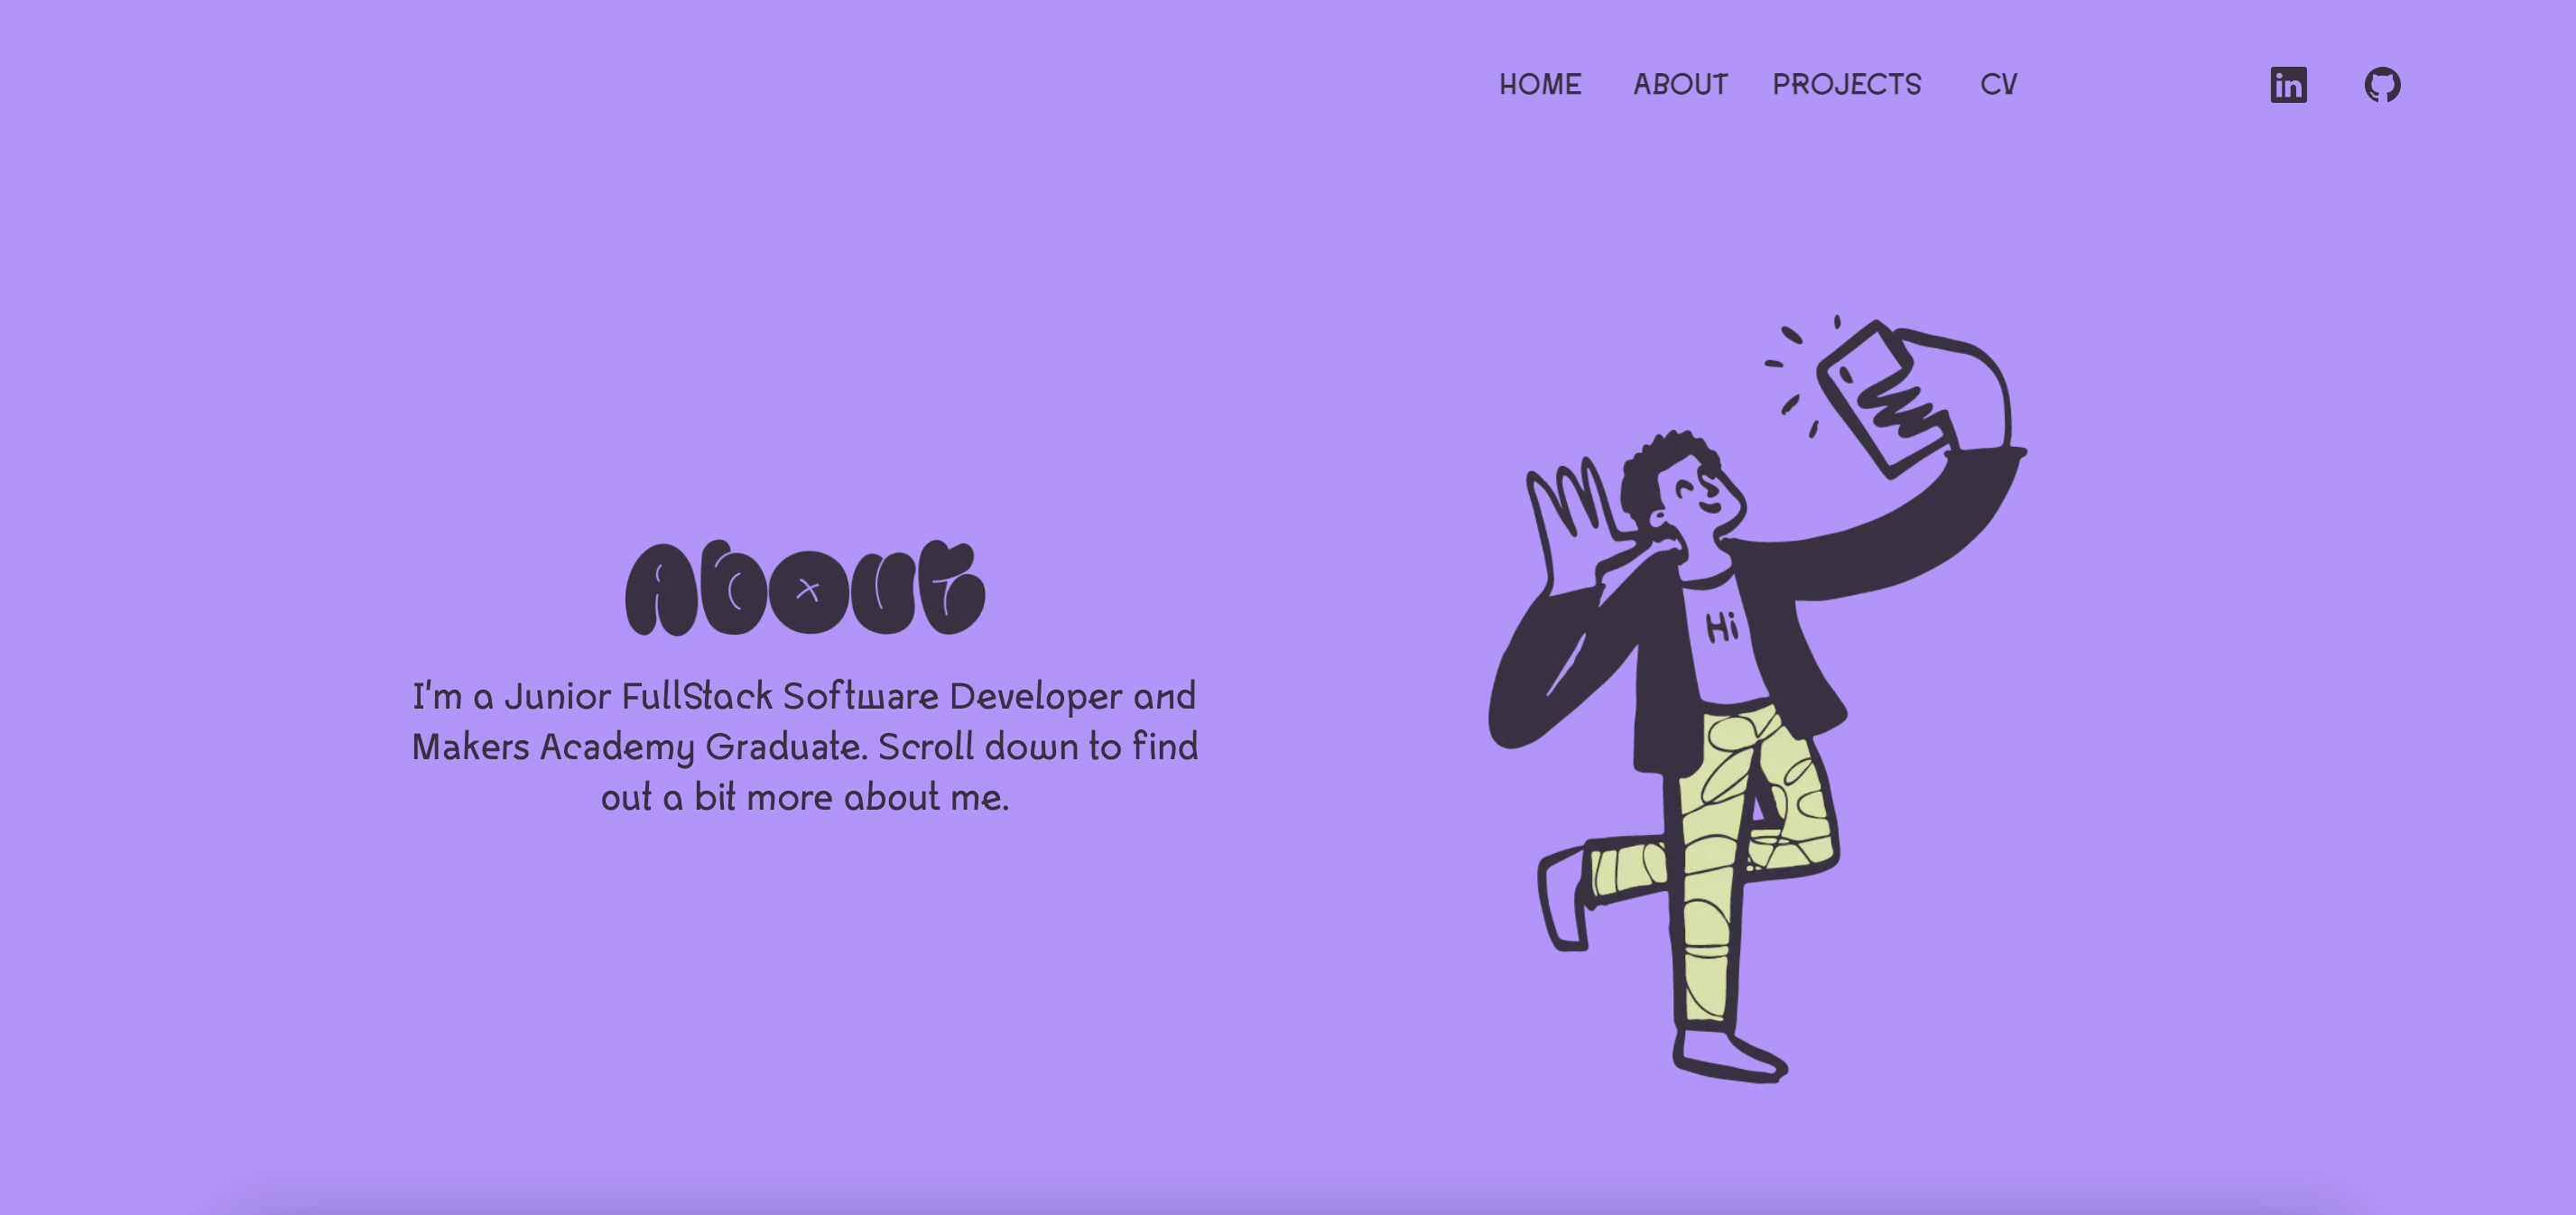 HOME ABOUT PROJECTS CV in
About
I'm a Junior FullStack Software Developer and
Makers Academy Graduate. Scroll down to find
out a bit more about me.
Hi